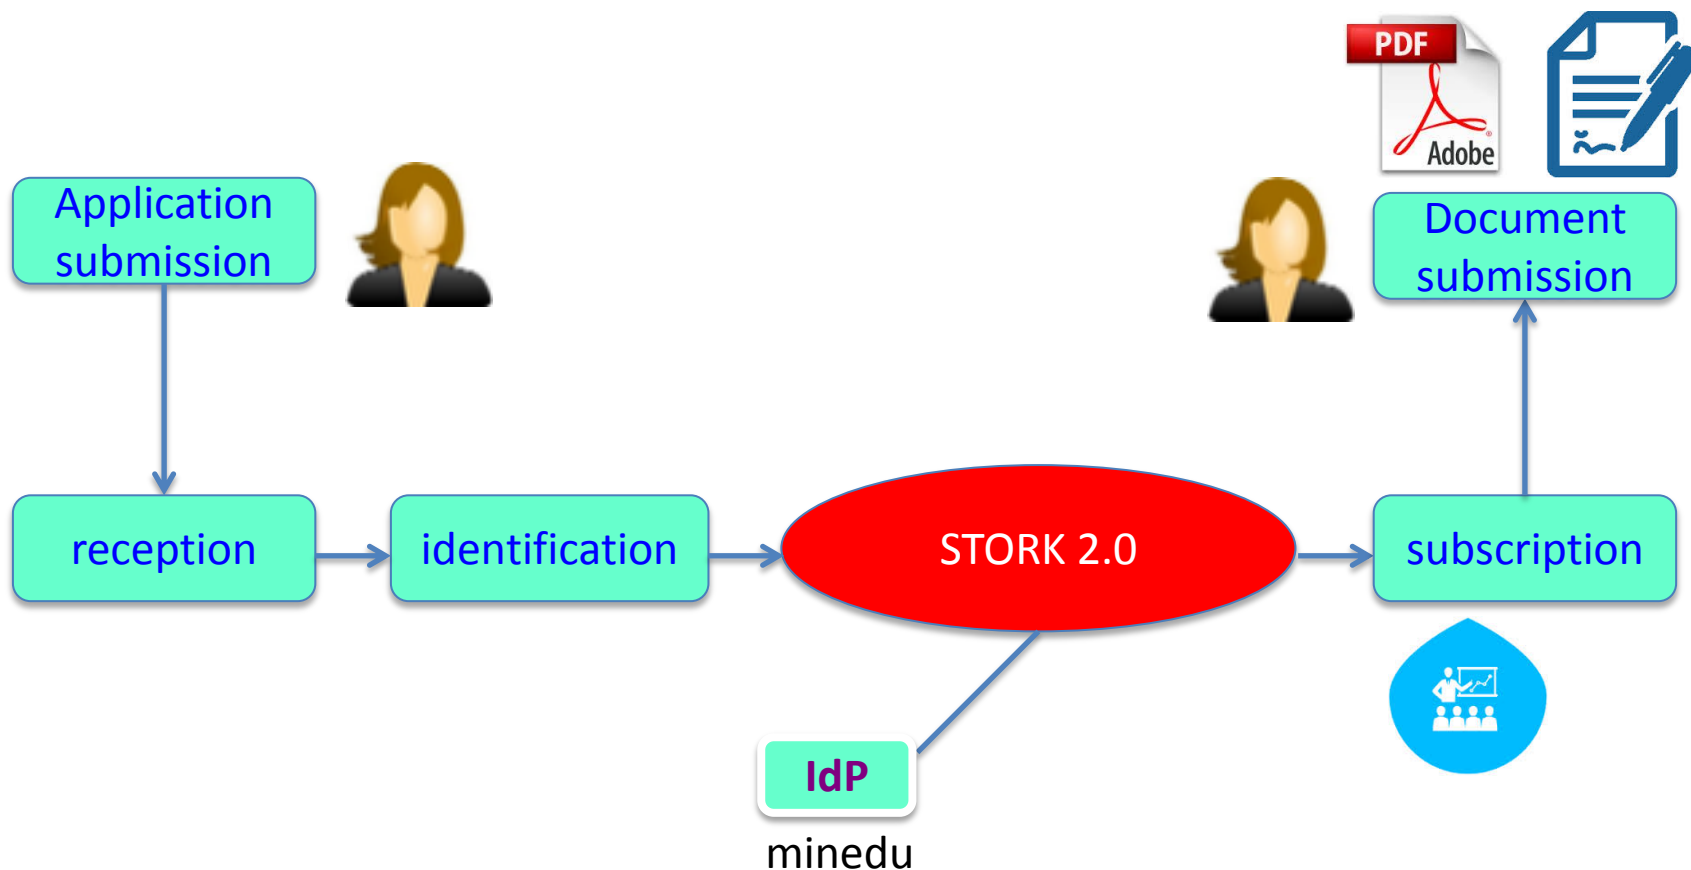 PDF
Adobe
Application
submission
Document
submission
reception
identification
STORK 2.0
subscription
IdP
minedu